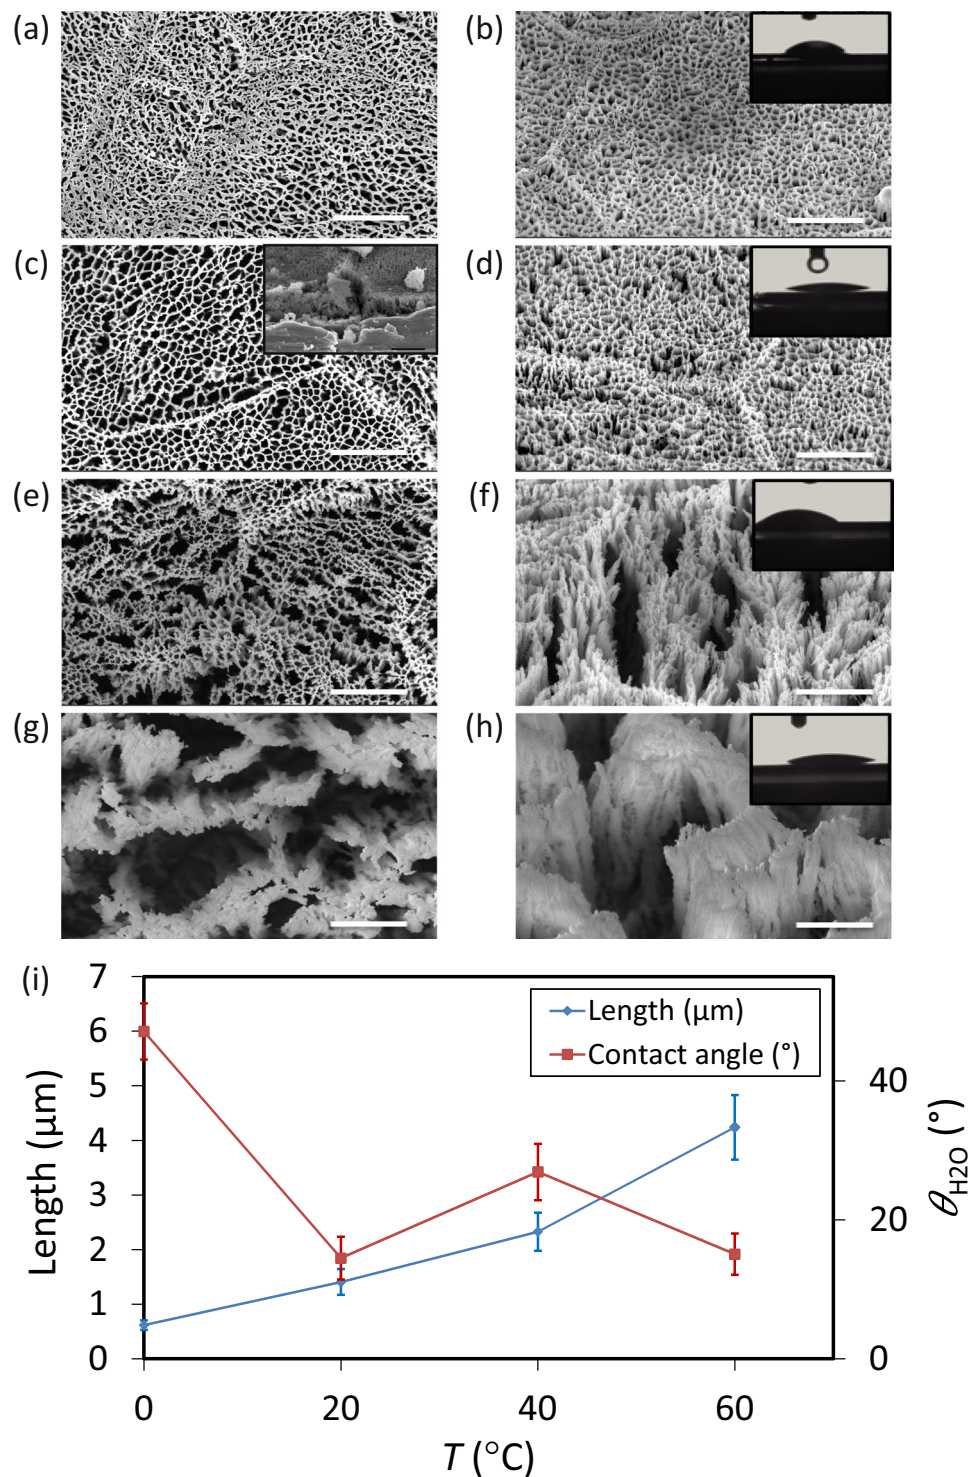 (a)
(b)
(c)
(d)
(e)
(f)
(g)
(h)
(i)
7
6
5
4
3
2
1
0
Length (µm)
Length (µm)
Contact angle (°)
40
20
0
θH2O (°)
0
20
40
60
T (°C)